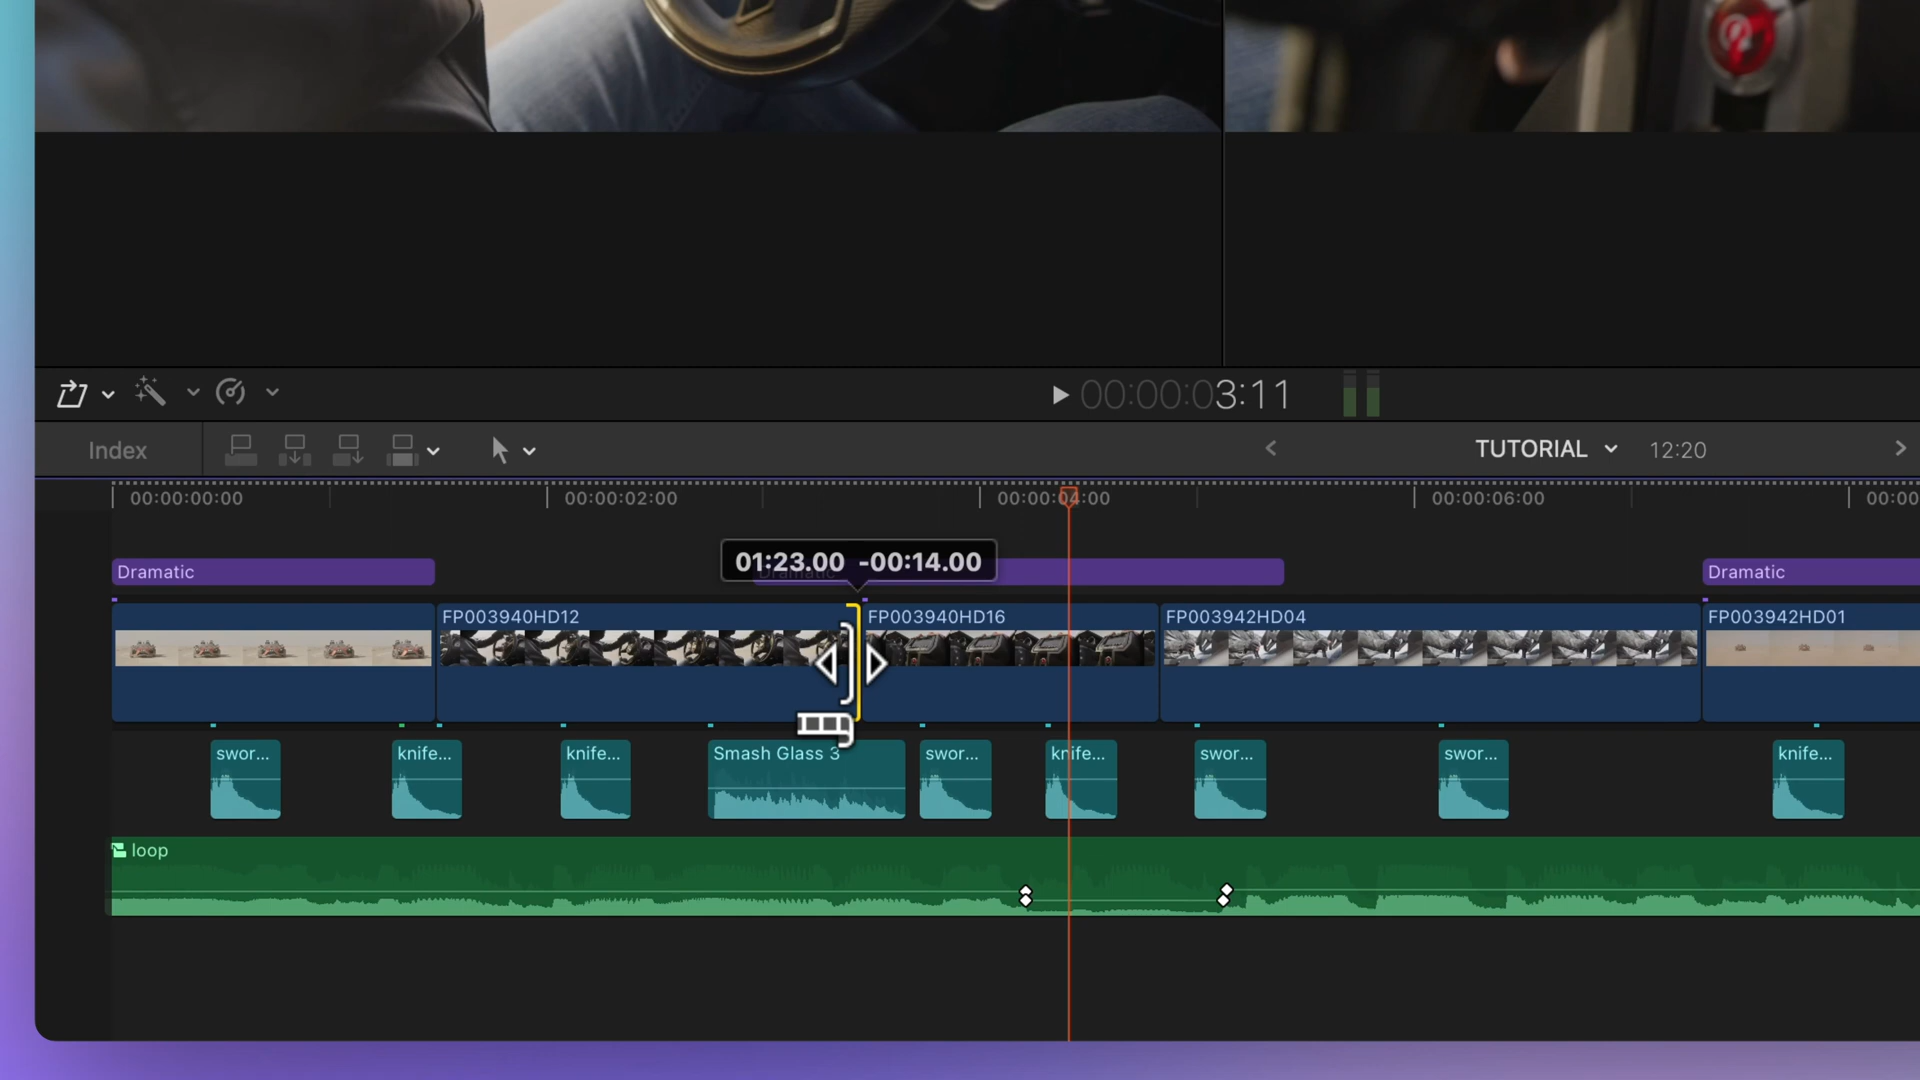 00:00:03:11
Index
TUTORIAL
12:20
00:00:00:00
00:00:02:00
00:00:04:00
00:00:06:00
00:00
01:23.00 -00:14.00
Dramatic
Dramatic
Dramatic
FP003940HD12
FP003940HD16
FP003942HD04
FP003942HD01
swor...
knife...
knife...
Smash Glass 3
swor...
knife...
swor...
swor...
knife...
loop